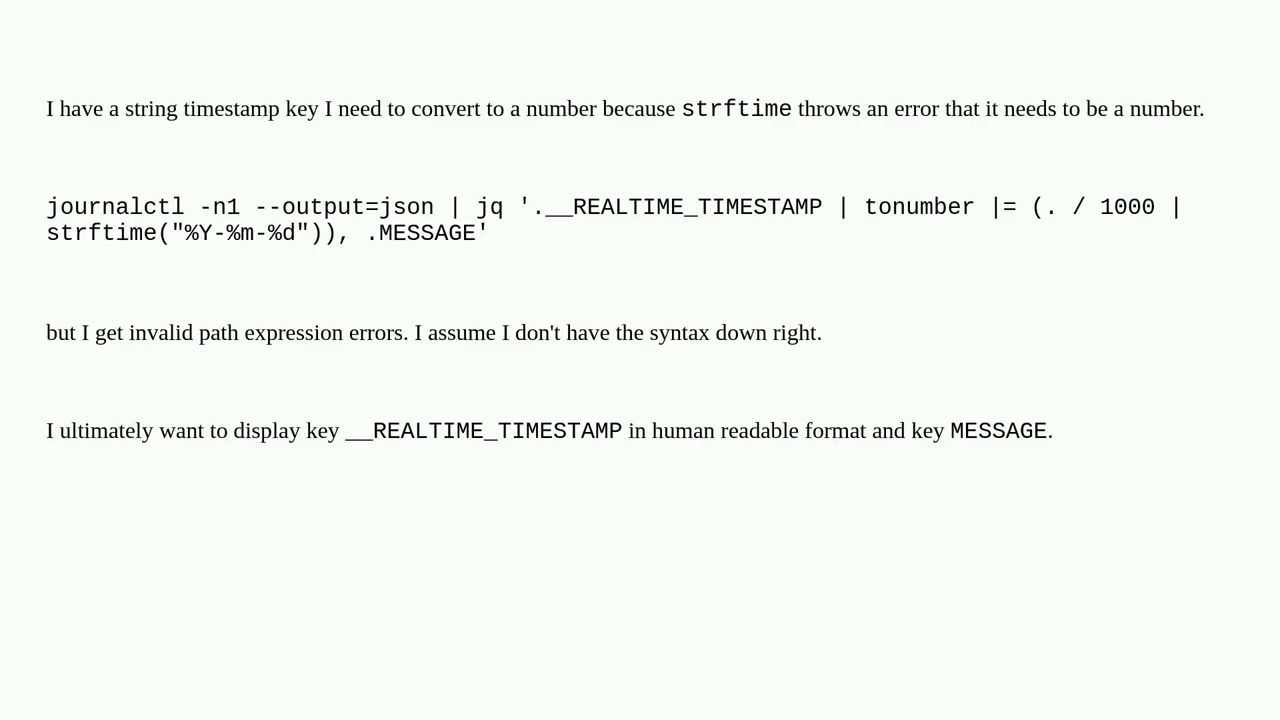 I have a string timestamp key I need to convert to a number because strftime throws an error that it needs to be a number.
journalctl -n1 --output=json | jq '.__REALTIME_TIMESTAMP | tonumber |= (. / 1000 |
strftime("%Y-%m-%d")), .MESSAGE'
but I get invalid path expression errors. I assume I don't have the syntax down right.
I ultimately want to display key __REALTIME_TIMESTAMP in human readable format and key MESSAGE.